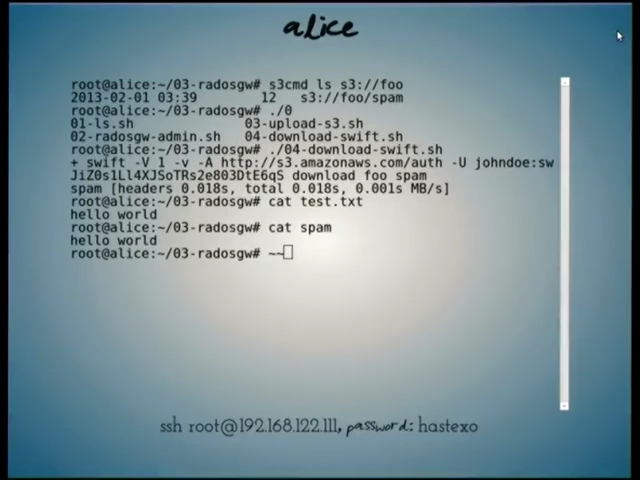 alice
root@alice:~/03-radosgw# s3cmd ls s3://foo
2013-02-01 03:39        12   s3://foo/spam
root@alice:~/03-radosgw# ./0
01-ls.sh   03-upload-s3.sh
02-radosgw-admin.sh   04-download-swift.sh
root@alice:~/03-radosgw# ./04-download-swift.sh
+ swift -V 1 -v -A http://s3.amazonaws.com/auth -U johndoe:sw
JiZ0s1Ll4XJSoTRs2e803DtE6qS download foo spam
spam [headers 0.018s, total 0.018s, 0.001s MB/s]
root@alice:~/03-radosgw# cat test.txt
hello world
root@alice:~/03-radosgw# cat spam
hello world
root@alice:~/03-radosgw# ~~
ssh root@192.168.122.111, password: hastexo